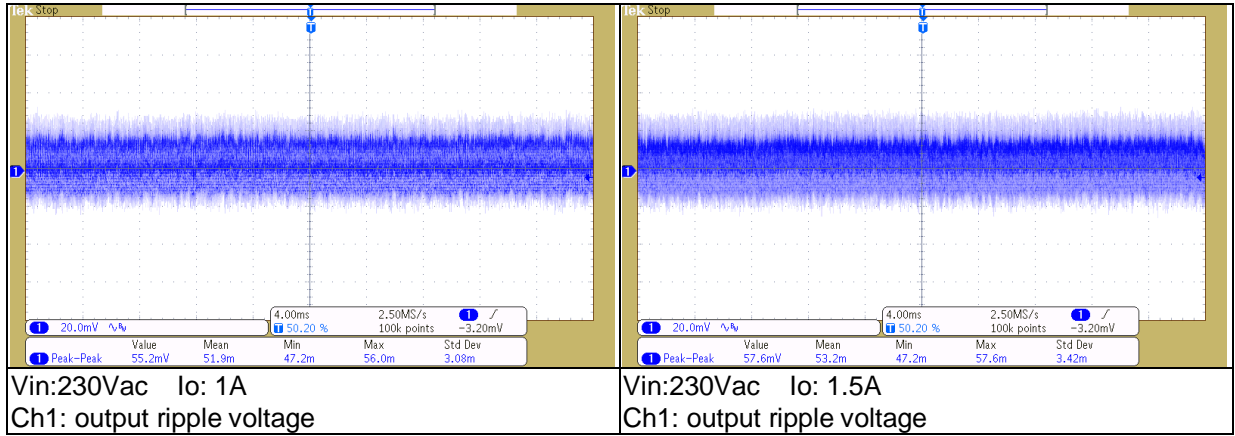 Tek Stop
T
T
1
4.00ms 2.50MS/s 1
1 20.0mV T 50.20 % 100k points -3.20mV
Value Mean Min Max Std Dev
1 Peak-Peak 55.2mV 51.9m 47.2m 56.0m 3.08m
Vin:230Vac Io: 1A
Ch1: output ripple voltage
Tek Stop
T
T
1
4.00ms 2.50MS/s 1
1 20.0mV T 50.20 % 100k points -3.20mV
Value Mean Min Max Std Dev
1 Peak-Peak 57.6mV 53.2m 47.2m 57.6m 3.42m
Vin:230Vac Io: 1.5A
Ch1: output ripple voltage